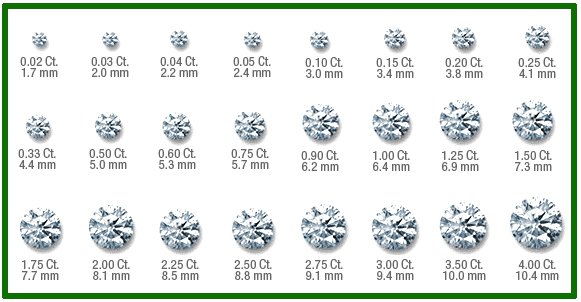 0.02 Ct. 0.03 Ct. 0.04 Ct. 0.05 Ct. 0.10 Ct. 0.15 Ct. 0.20 Ct. 0.25 Ct.
1.7 mm 2.0 mm 2.2 mm 2.4 mm 3.0 mm 3.4 mm 3.8 mm 4.1 mm
0.33 Ct. 0.50 Ct. 0.60 Ct. 0.75 Ct. 0.90 Ct. 1.00 Ct. 1.25 Ct. 1.50 Ct.
4.4 mm 5.0 mm 5.3 mm 5.7 mm 6.2 mm 6.4 mm 6.9 mm 7.3 mm
1.75 Ct. 2.00 Ct. 2.25 Ct. 2.50 Ct. 2.75 Ct. 3.00 Ct. 3.50 Ct. 4.00 Ct.
7.7 mm 8.1 mm 8.5 mm 8.8 mm 9.1 mm 9.4 mm 10.0 mm 10.4 mm